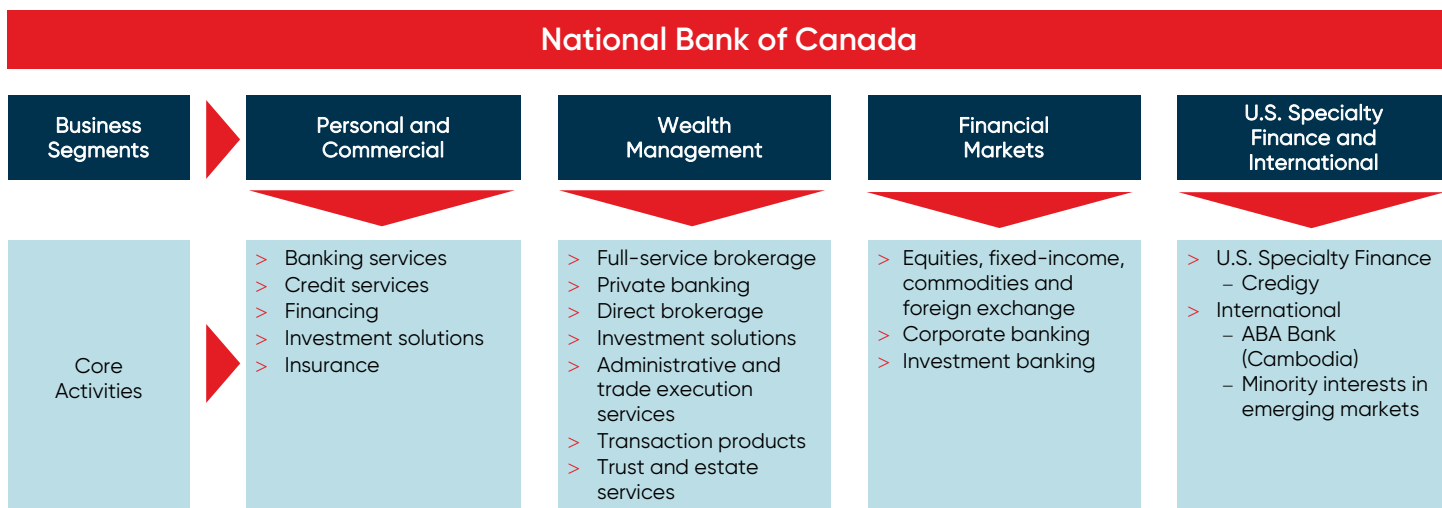 National Bank of Canada
Business
Segments
Personal and
Commercial
Wealth
Management
Financial
Markets
U.S. Specialty
Finance and
International
Core
Activities
> Banking services
> Credit services
> Financing
> Investment solutions
> Insurance
> Full-service brokerage
> Private banking
> Direct brokerage
> Investment solutions
> Administrative and
trade execution
services
> Transaction products
> Trust and estate
services
> Equities, fixed-income,
commodities and
foreign exchange
> Corporate banking
> Investment banking
> U.S. Specialty Finance
– Credigy
> International
– ABA Bank
(Cambodia)
– Minority interests in
emerging markets